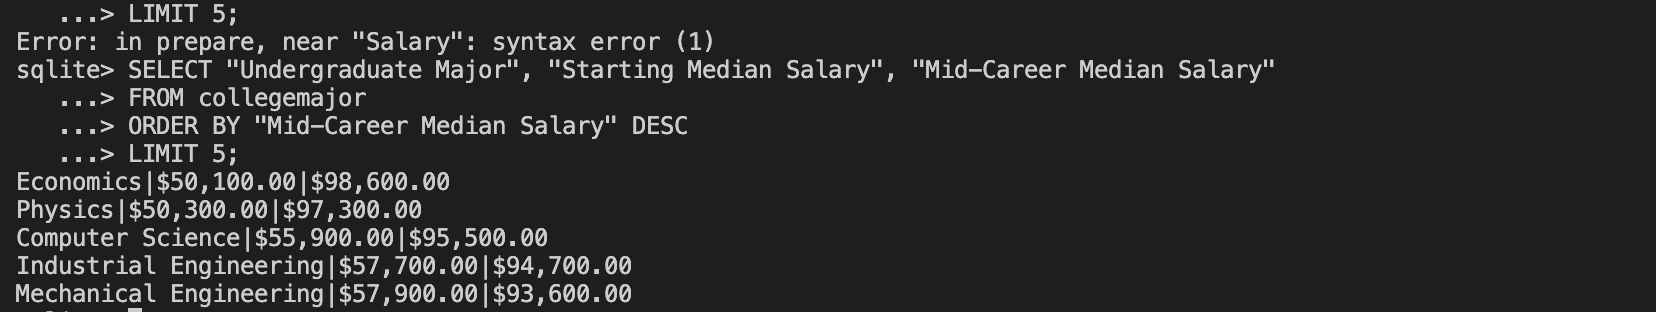 ...> LIMIT 5;
Error: in prepare, near "Salary": syntax error (1)
sqlite> SELECT "Undergraduate Major", "Starting Median Salary", "Mid-Career Median Salary"
...> FROM collegemajor
...> ORDER BY "Mid-Career Median Salary" DESC
...> LIMIT 5;
Economics|$50,100.00|$98,600.00
Physics|$50,300.00|$97,300.00
Computer Science|$55,900.00|$95,500.00
Industrial Engineering|$57,700.00|$94,700.00
Mechanical Engineering|$57,900.00|$93,600.00